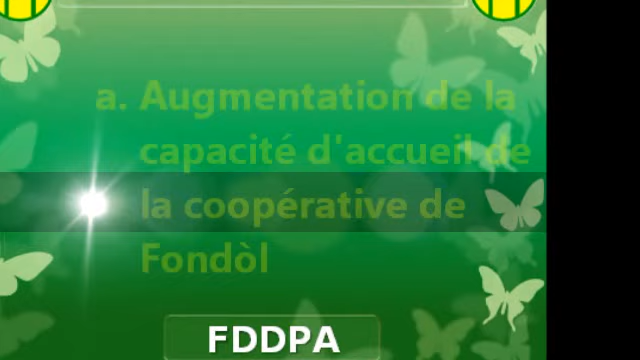 a. Augmentation de la
capacité d'accueil de
la coopérative de
Fondòl
FDDPA